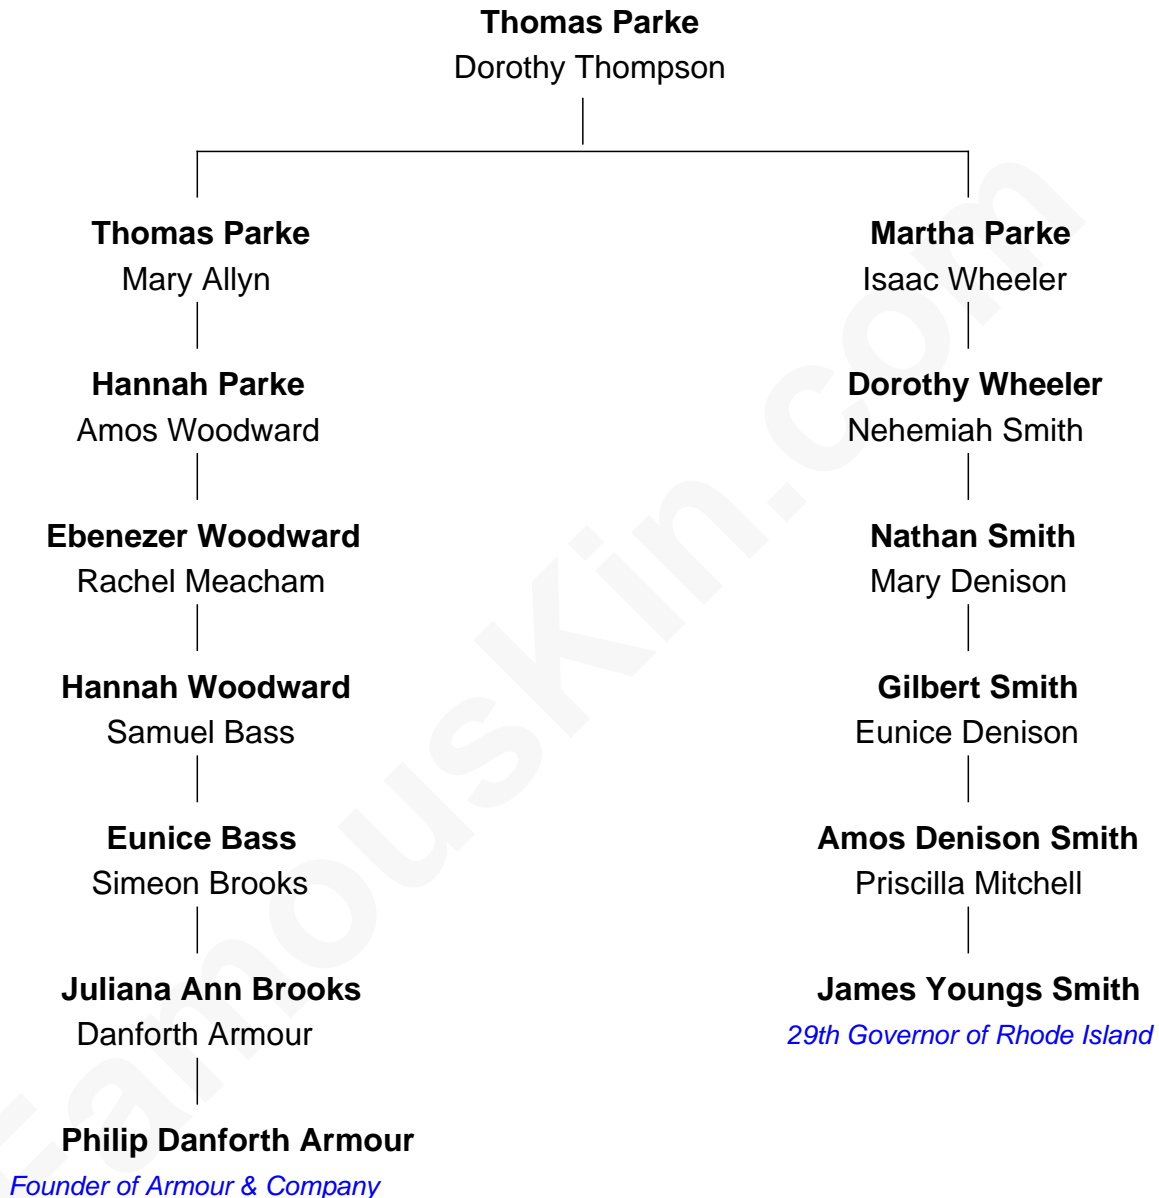 Thomas Parke
Dorothy Thompson
Thomas Parke
Mary Allyn
Martha Parke
Isaac Wheeler
Hannah Parke
Amos Woodward
Dorothy Wheeler
Nehemiah Smith
Ebenezer Woodward
Rachel Meacham
Nathan Smith
Mary Denison
Hannah Woodward
Samuel Bass
Gilbert Smith
Eunice Denison
Eunice Bass
Simeon Brooks
Amos Denison Smith
Priscilla Mitchell
Juliana Ann Brooks
Danforth Armour
James Youngs Smith
29th Governor of Rhode Island
Philip Danforth Armour
Founder of Armour & Company
FamousKin.com